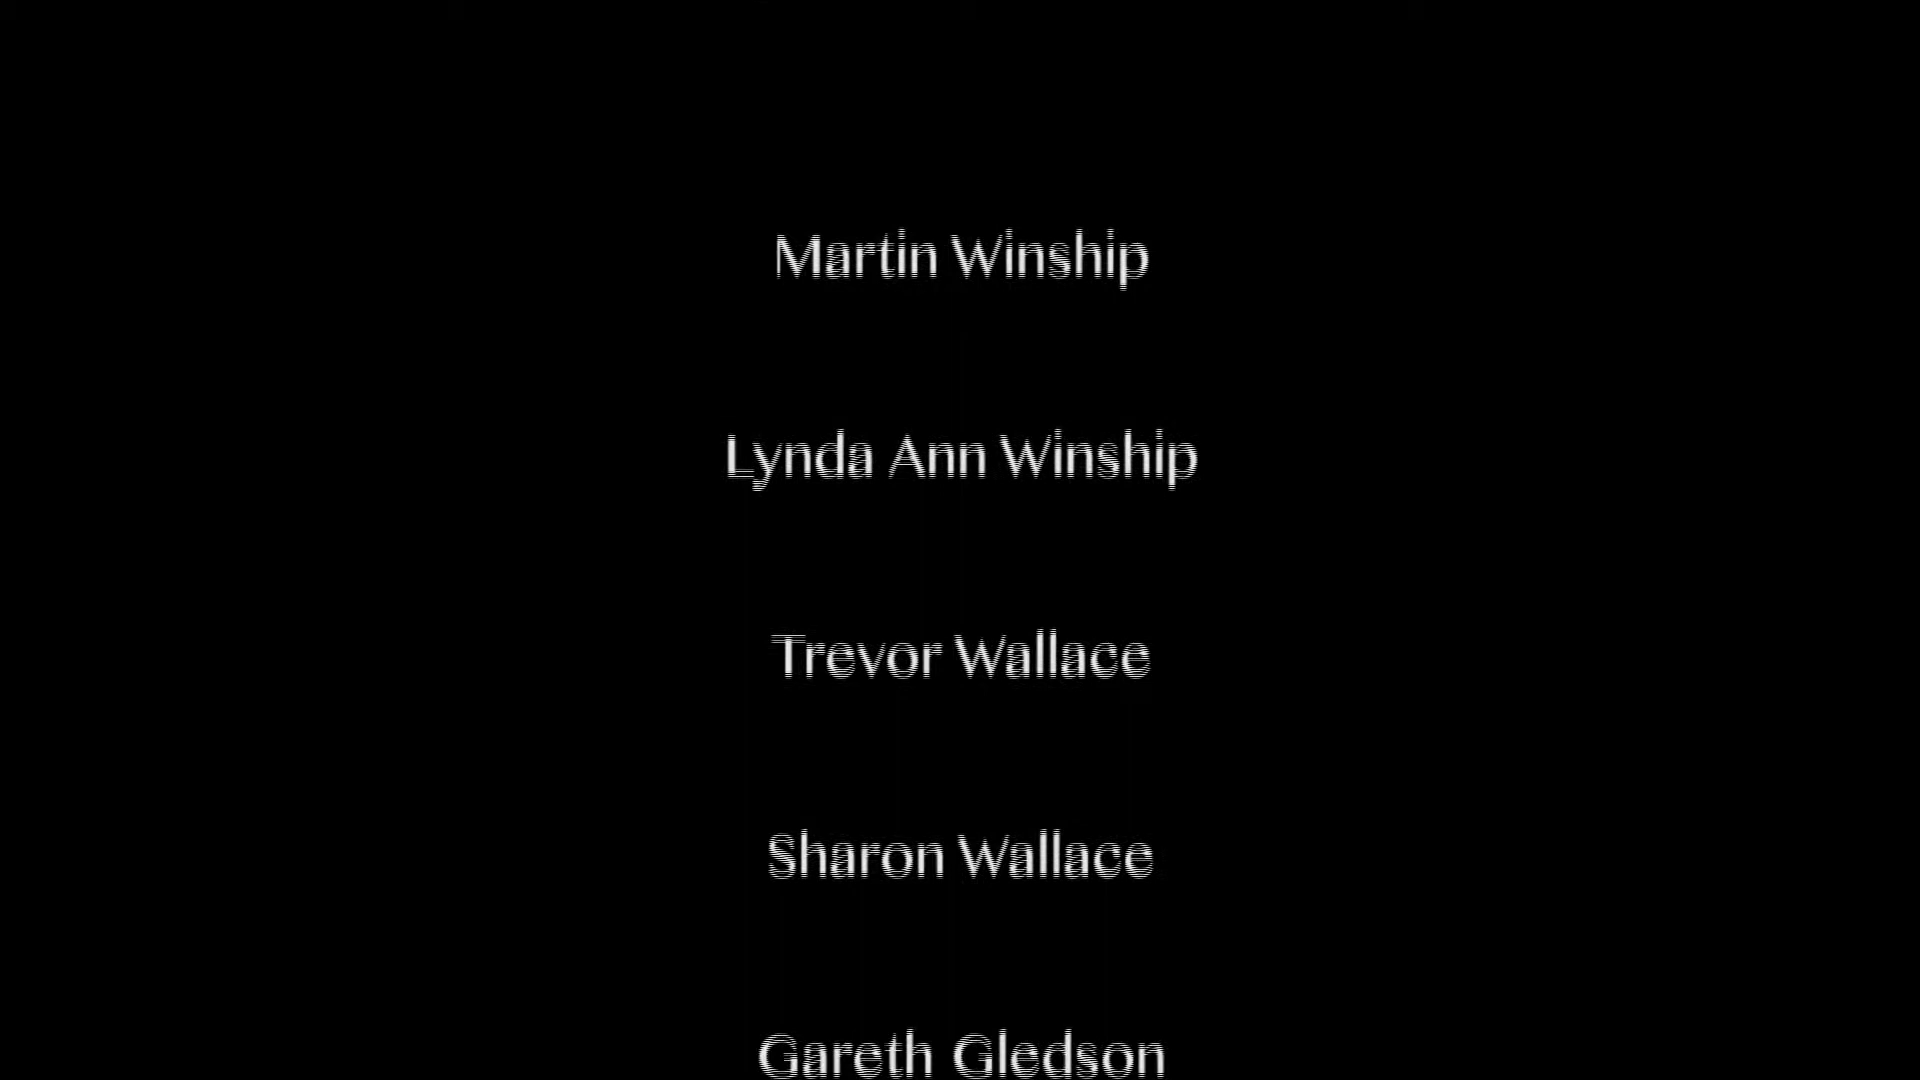 Martin Winship
Lynda Ann Winship
Trevor Wallace
Sharon Wallace
Gareth Gledson